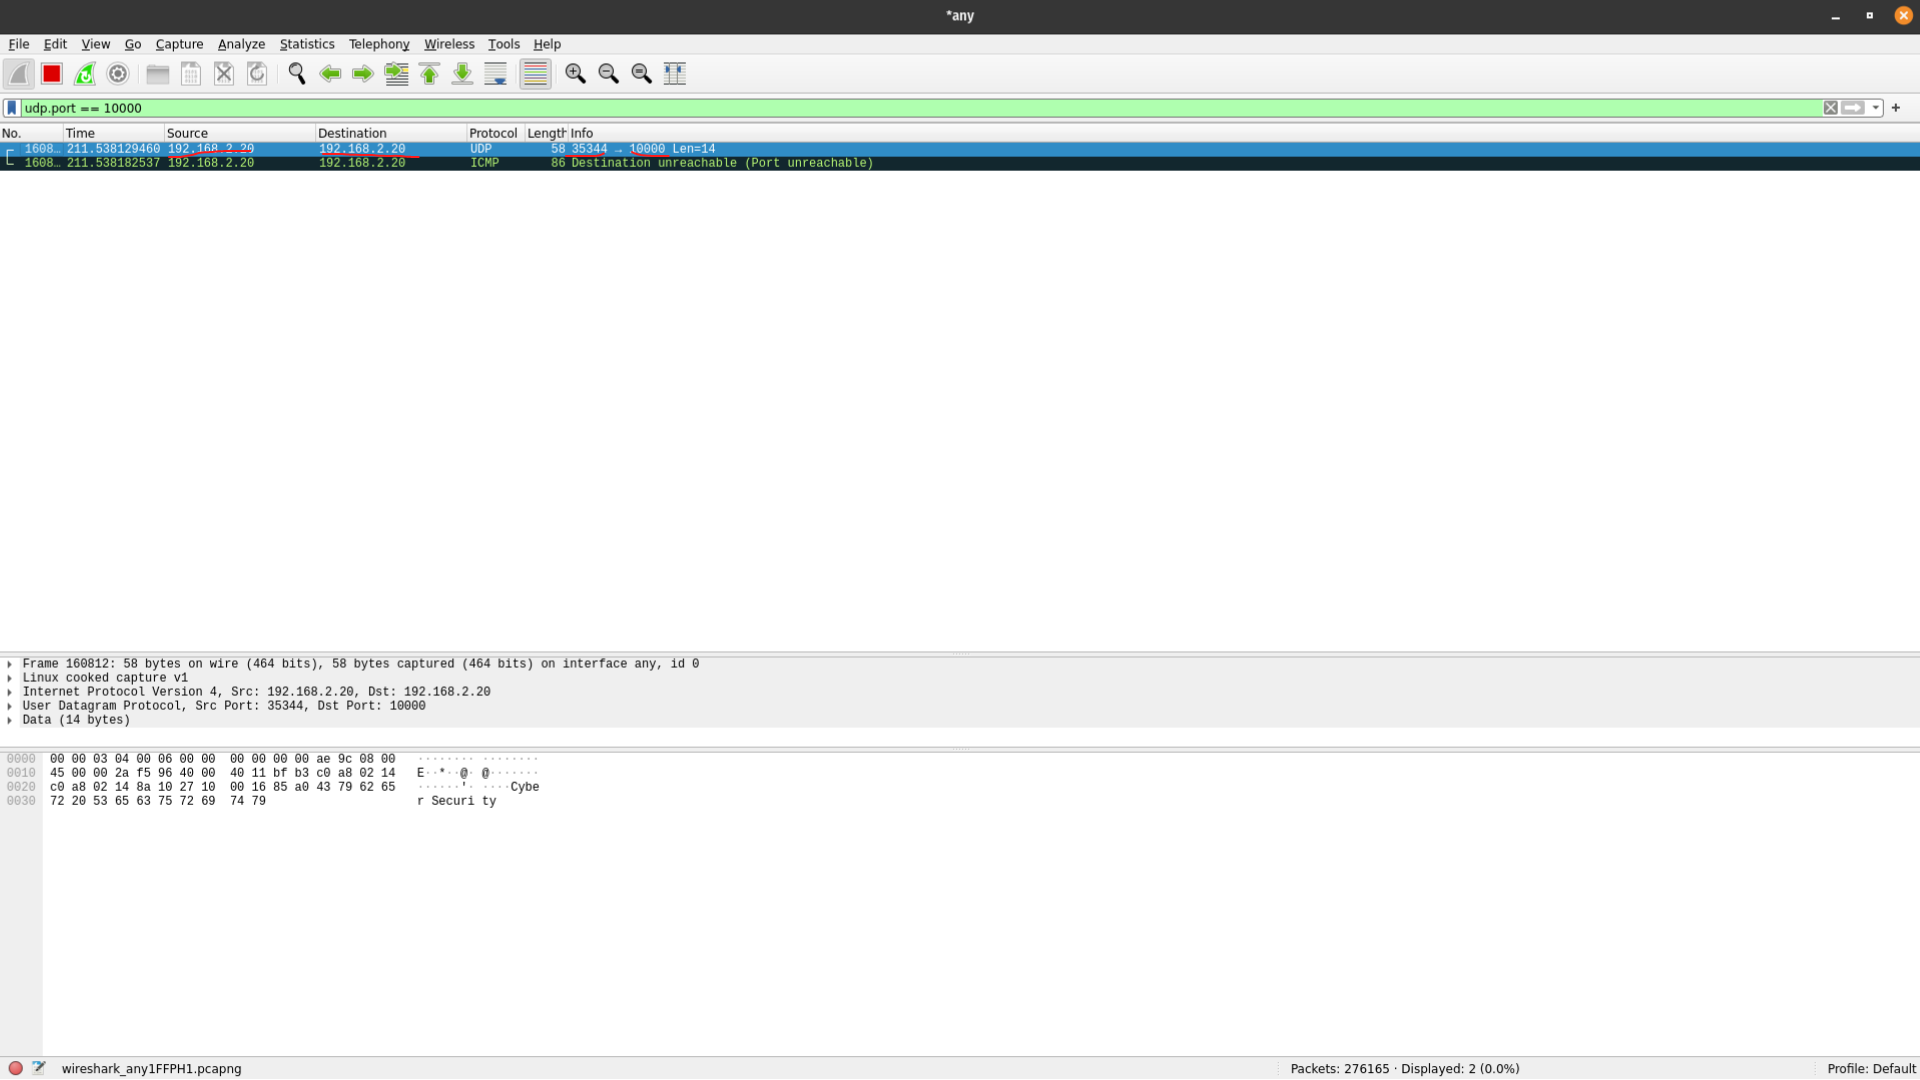 *any
File Edit View Go Capture Analyze Statistics Telephony Wireless Tools Help
udp.port == 10000
No. Time Source Destination Protocol Length Info
1608… 211.538129460 192.168.2.20 192.168.2.20 UDP 58 35344 → 10000 Len=14
1608… 211.538182537 192.168.2.20 192.168.2.20 ICMP 86 Destination unreachable (Port unreachable)
Frame 160812: 58 bytes on wire (464 bits), 58 bytes captured (464 bits) on interface any, id 0
Linux cooked capture v1
Internet Protocol Version 4, Src: 192.168.2.20, Dst: 192.168.2.20
User Datagram Protocol, Src Port: 35344, Dst Port: 10000
Data (14 bytes)
0000 00 00 03 04 00 06 00 00 00 00 00 00 ae 9c 08 00 ········ ········
0010 45 00 00 2a f5 96 40 00 40 11 bf b3 c0 a8 02 14 E··*··@· @·······
0020 c0 a8 02 14 8a 10 27 10 00 16 85 a0 43 79 62 65 ······'· ····Cybe
0030 72 20 53 65 63 75 72 69 74 79 r Securi ty
wireshark_any1FFPH1.pcapng Packets: 276165 · Displayed: 2 (0.0%) Profile: Default